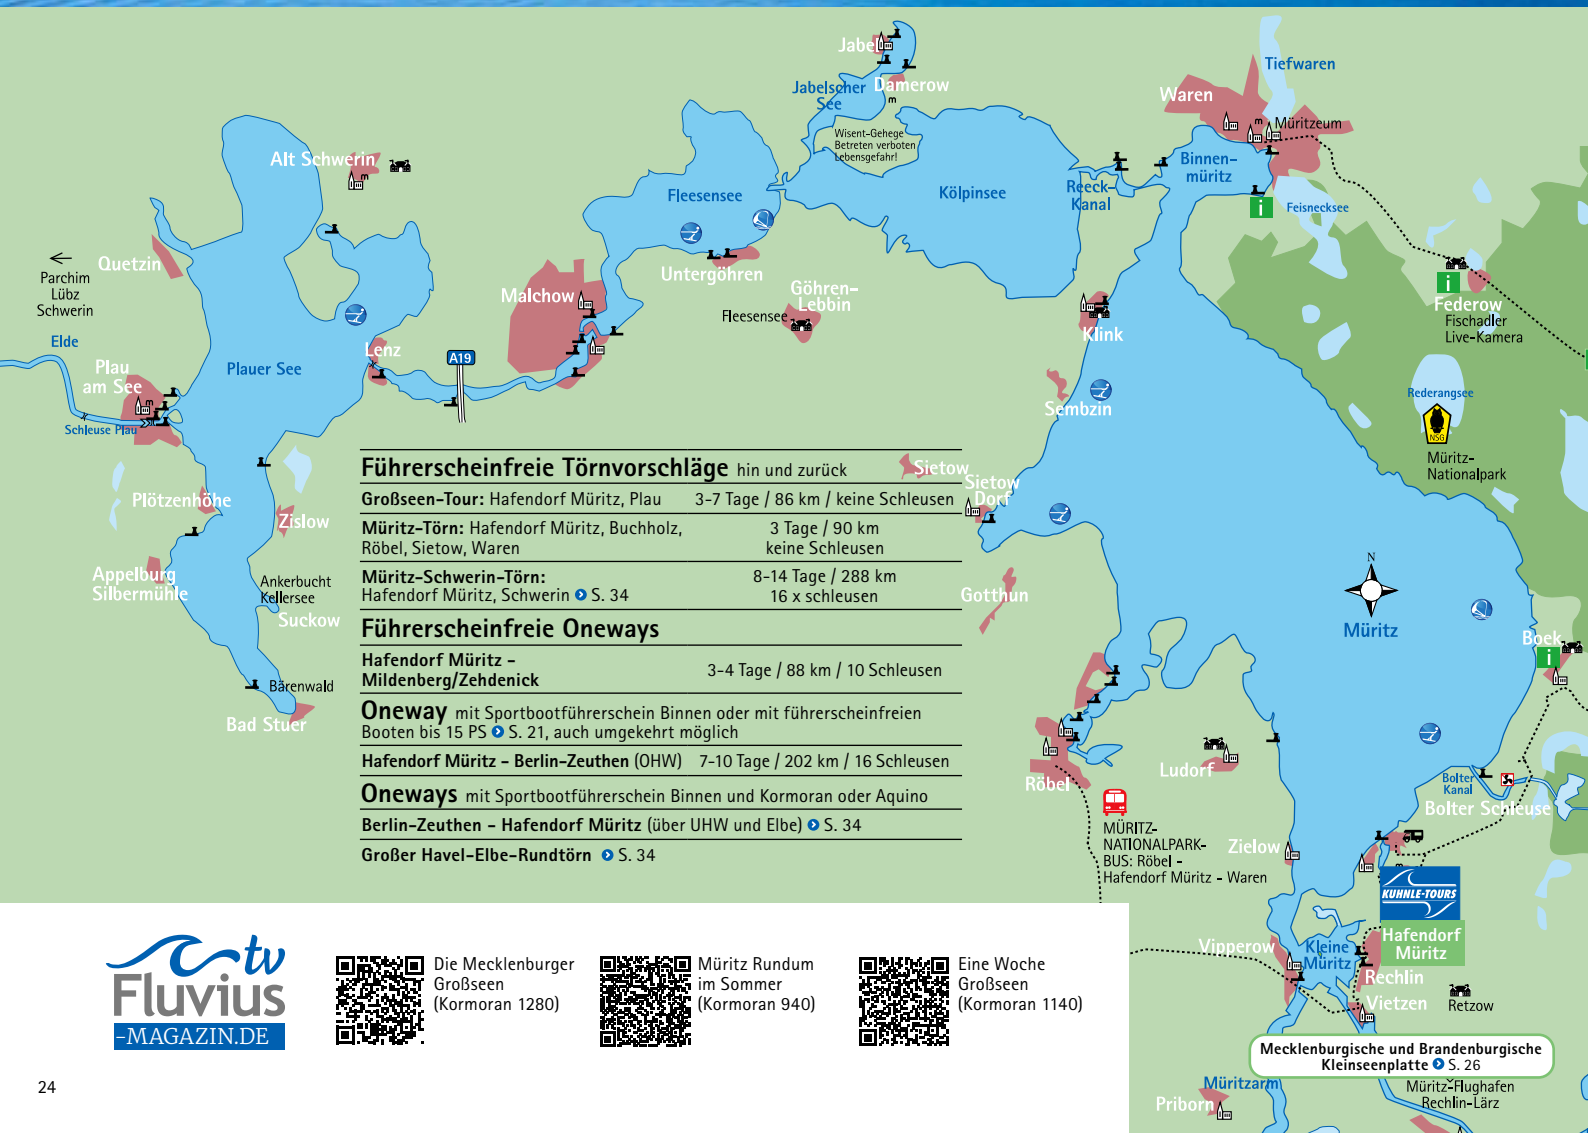 Jabel
Damerow
Jabelscher
See
Wisent-Gehege
Betreten verboten
Lebensgefahr!
Tiefwaren
Waren
Müritzeum
Binnen-
müritz
Feisnecksee
Reeck-
Kanal
Kölpinsee
Fleesensee
Alt Schwerin
Quetzin
Parchim
Lübz
Schwerin
Elde
Plau
am See
Schleuse Plau
Plauer See
Lenz
A19
Malchow
Untergöhren
Göhren-
Lebbin
Fleesensee
Klink
Sembzin
Federow
Fischadler
Live-Kamera
Rederangsee
NSG
Müritz-
Nationalpark
i
i
i
Plötzenhöhe
Zislow
Appelburg
Silbermühle
Ankerbucht
Kellersee
Suckow
Bärenwald
Bad Stuer
Führerscheinfreie Törnvorschläge hin und zurück
Großseen-Tour: Hafendorf Müritz, Plau 3-7 Tage / 86 km / keine Schleusen
Müritz-Törn: Hafendorf Müritz, Buchholz, 3 Tage / 90 km
Röbel, Sietow, Waren keine Schleusen
Müritz-Schwerin-Törn: 8-14 Tage / 288 km
Hafendorf Müritz, Schwerin S. 34 16 x schleusen
Führerscheinfreie Oneways
Hafendorf Müritz -
Mildenberg/Zehdenick 3-4 Tage / 88 km / 10 Schleusen
Oneway mit Sportbootführerschein Binnen oder mit führerscheinfreien
Booten bis 15 PS S. 21, auch umgekehrt möglich
Hafendorf Müritz - Berlin-Zeuthen (OHW) 7-10 Tage / 202 km / 16 Schleusen
Oneways mit Sportbootführerschein Binnen und Kormoran oder Aquino
Berlin-Zeuthen - Hafendorf Müritz (über UHW und Elbe) S. 34
Großer Havel-Elbe-Rundtörn S. 34
Sietow
Sietow
Dorf
Gotthun
N
Müritz
Boek
Röbel
Ludorf
Bolter
Kanal
Bolter Schleuse
MÜRITZ-
NATIONALPARK-
BUS: Röbel -
Hafendorf Müritz - Waren
Zielow
KUHNLE-TOURS
Hafendorf
Müritz
Vipperow
Kleine
Müritz
Rechlin
Vietzen
Retzow
Mecklenburgische und Brandenburgische
Kleinseenplatte S. 26
Müritzarm
Müritz-Flughafen
Rechlin-Lärz
Priborn
tv
Fluvius
-MAGAZIN.DE
Die Mecklenburger
Großseen
(Kormoran 1280)
Müritz Rundum
im Sommer
(Kormoran 940)
Eine Woche
Großseen
(Kormoran 1140)
24